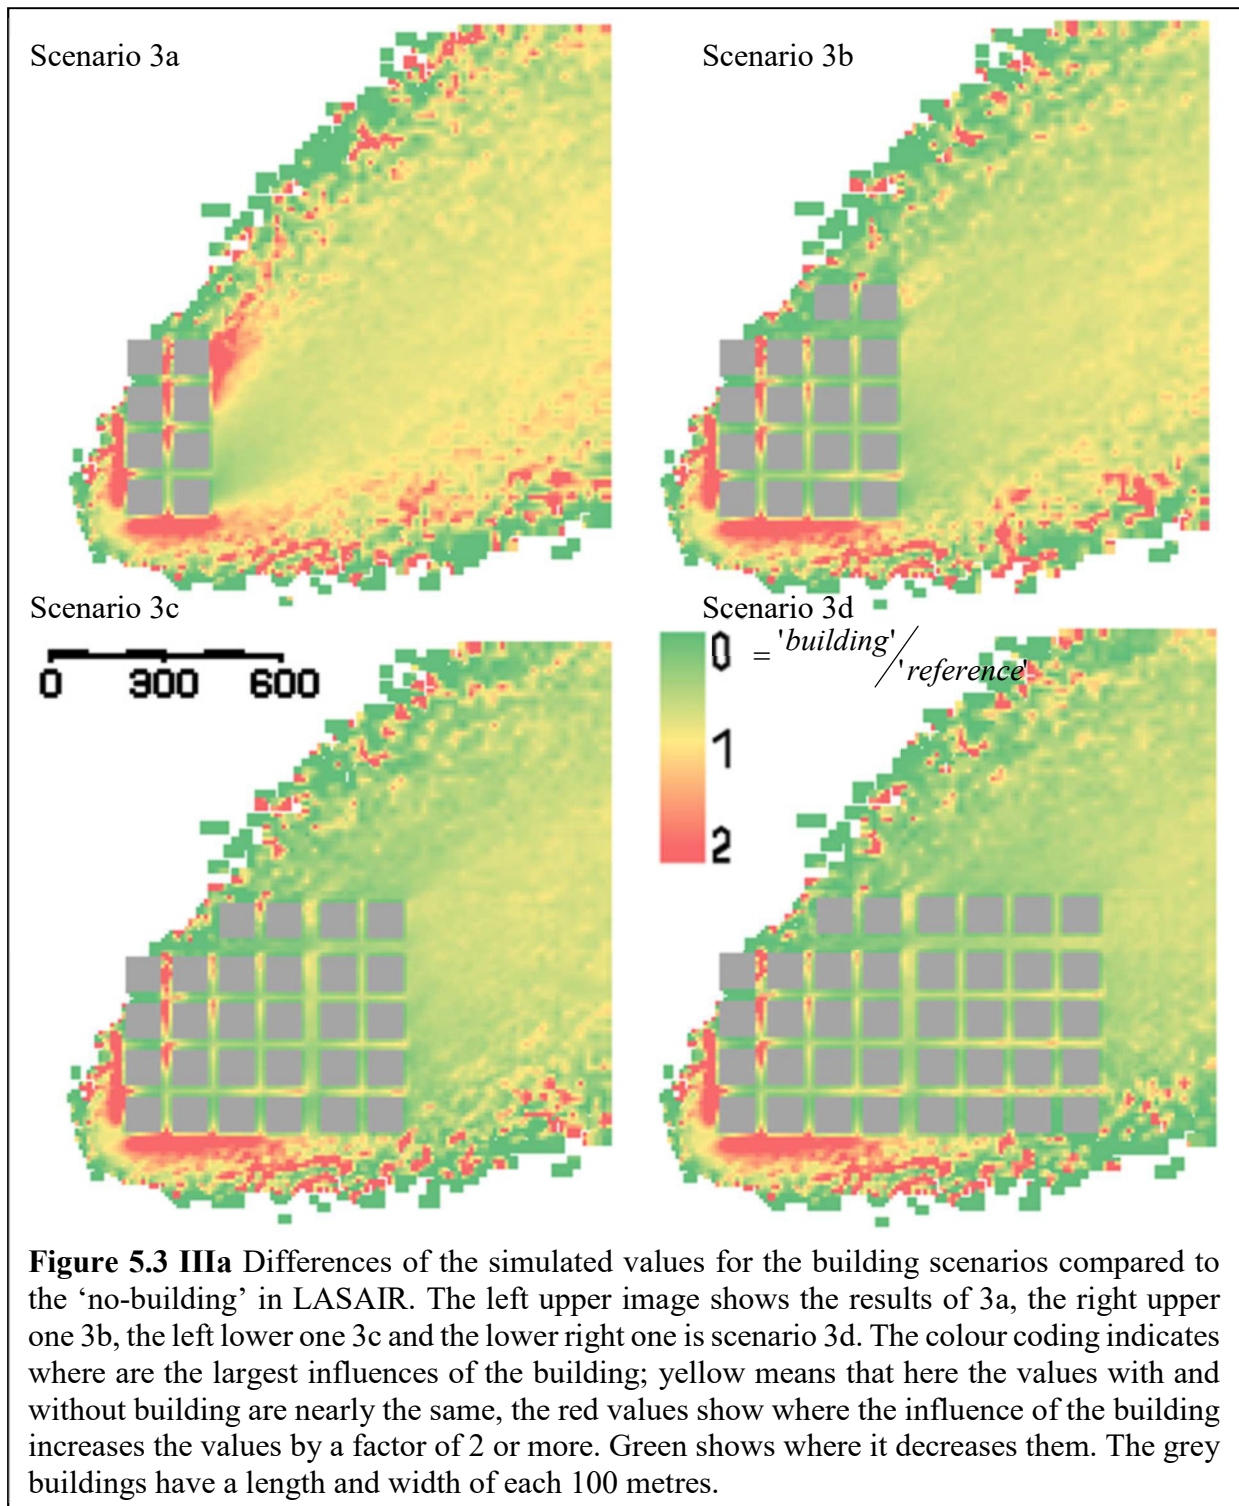 Scenario 3a
Scenario 3b
Scenario 3c
Scenario 3d
0 300 600
0 = 'building' / 'reference'
1
2
Figure 5.3 IIIa Differences of the simulated values for the building scenarios compared to
the ‘no-building’ in LASAIR. The left upper image shows the results of 3a, the right upper
one 3b, the left lower one 3c and the lower right one is scenario 3d. The colour coding indicates
where are the largest influences of the building; yellow means that here the values with and
without building are nearly the same, the red values show where the influence of the building
increases the values by a factor of 2 or more. Green shows where it decreases them. The grey
buildings have a length and width of each 100 metres.